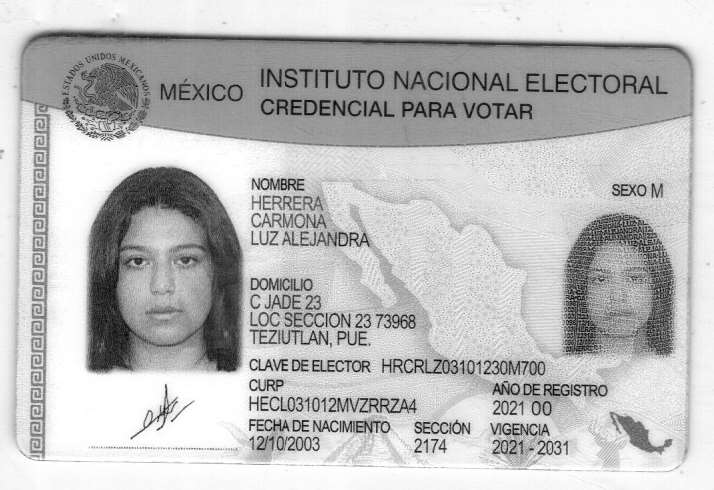 ESTADOS UNIDOS MEXICANOS
MÉXICO INSTITUTO NACIONAL ELECTORAL
CREDENCIAL PARA VOTAR
NOMBRE SEXO M
HERRERA
CARMONA
LUZ ALEJANDRA
DOMICILIO
C JADE 23
LOC SECCION 23 73968
TEZIUTLAN, PUE.
CLAVE DE ELECTOR HRCRLZ03101230M700
CURP AÑO DE REGISTRO
HECL031012MVZRRZA4 2021 00
FECHA DE NACIMIENTO SECCIÓN VIGENCIA
12/10/2003 2174 2021 - 2031